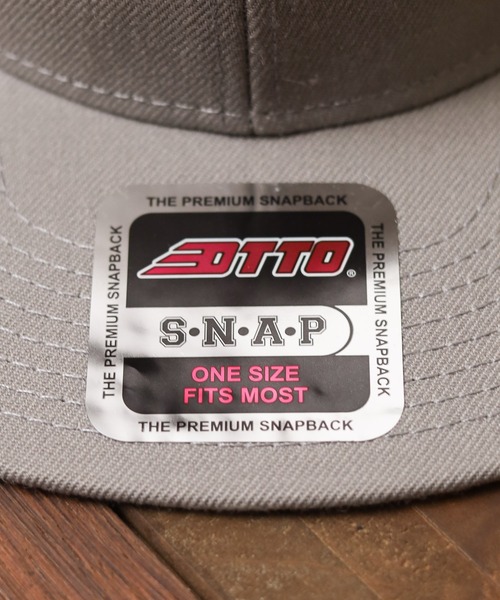 THE PREMIUM SNAPBACK
THE PREMIUM SNAPBACK
THE PREMIUM SNAPBACK
OTTO®
S·N·A·P
ONE SIZE
FITS MOST
THE PREMIUM SNAPBACK